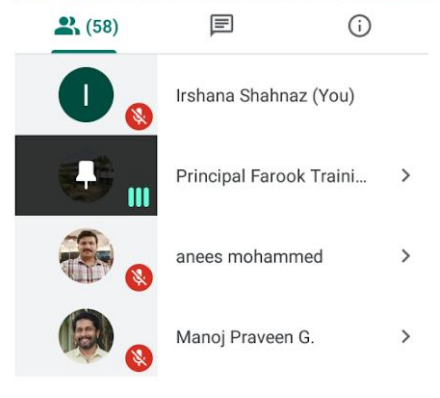 (58)
I
Irshana Shahnaz (You)
Principal Farook Traini...
anees mohammed
Manoj Praveen G.